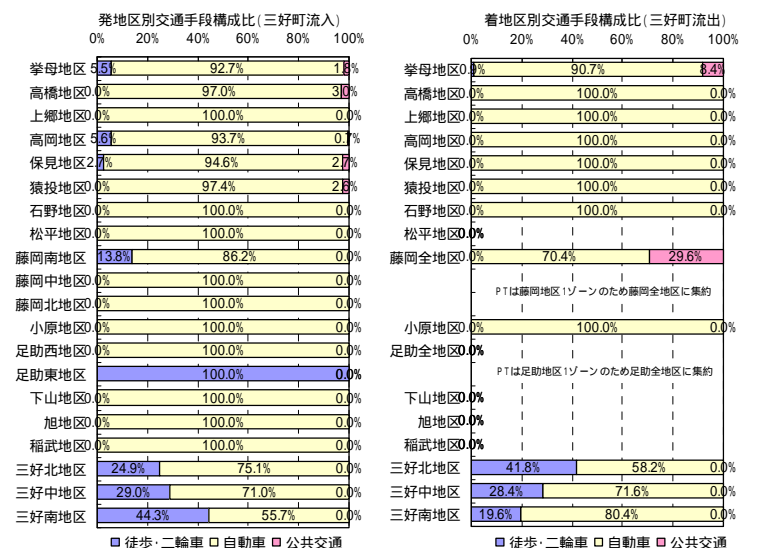 発地区別交通手段構成比(三好町流入)
0% 20% 40% 60% 80% 100%
挙母地区 5.5% 92.7% 1.8%
高橋地区 0.0% 97.0% 3.0%
上郷地区 0.0% 100.0% 0.0%
高岡地区 5.6% 93.7% 0.7%
保見地区 2.7% 94.6% 2.7%
猿投地区 0.0% 97.4% 2.6%
石野地区 0.0% 100.0% 0.0%
松平地区 0.0% 100.0% 0.0%
藤岡南地区 13.8% 86.2% 0.0%
藤岡中地区 0.0% 100.0% 0.0%
藤岡北地区 0.0% 100.0% 0.0%
小原地区 0.0% 100.0% 0.0%
足助西地区 0.0% 100.0% 0.0%
足助東地区 100.0% 0.0%
下山地区 0.0% 100.0% 0.0%
旭地区 0.0% 100.0% 0.0%
稲武地区 0.0% 100.0% 0.0%
三好北地区 24.9% 75.1% 0.0%
三好中地区 29.0% 71.0% 0.0%
三好南地区 44.3% 55.7% 0.0%
徒歩・二輪車 自動車 公共交通
着地区別交通手段構成比(三好町流出)
0% 20% 40% 60% 80% 100%
挙母地区 0.9% 90.7% 8.4%
高橋地区 0.0% 100.0% 0.0%
上郷地区 0.0% 100.0% 0.0%
高岡地区 0.0% 100.0% 0.0%
保見地区 0.0% 100.0% 0.0%
猿投地区 0.0% 100.0% 0.0%
石野地区 0.0% 100.0% 0.0%
松平地区 0.0%
藤岡全地区 0.0% 70.4% 29.6%
PTは藤岡地区1ゾーンのため藤岡全地区に集約
小原地区 0.0% 100.0% 0.0%
足助全地区 0.0%
PTは足助地区1ゾーンのため足助全地区に集約
下山地区 0.0%
旭地区 0.0%
稲武地区 0.0%
三好北地区 41.8% 58.2% 0.0%
三好中地区 28.4% 71.6% 0.0%
三好南地区 19.6% 80.4% 0.0%
徒歩・二輪車 自動車 公共交通